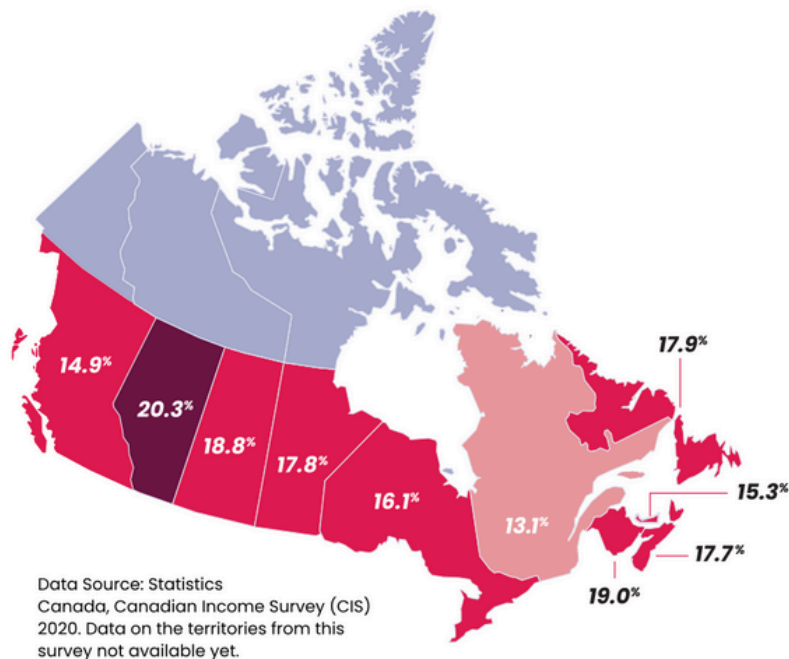 17.9%
14.9%
20.3%
18.8%
17.8%
16.1%
15.3%
13.1%
17.7%
19.0%
Data Source: Statistics
Canada, Canadian Income Survey (CIS)
2020. Data on the territories from this
survey not available yet.